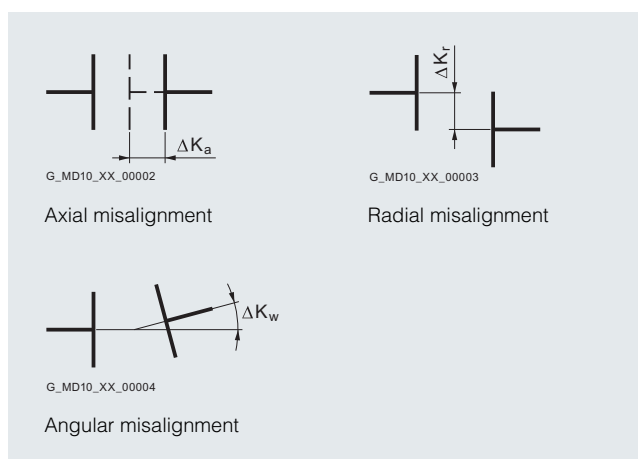 ΔKa
G_MD10_XX_00002
Axial misalignment
ΔKr
G_MD10_XX_00003
Radial misalignment
ΔKw
G_MD10_XX_00004
Angular misalignment